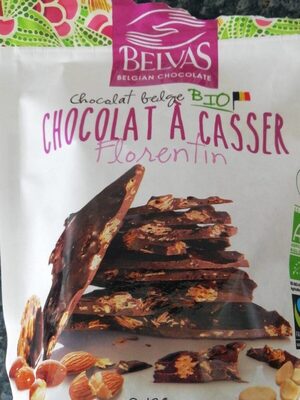 BELVAS
BELGIAN CHOCOLATE
Chocolat belge BIO
CHOCOLAT À CASSER
Florentin